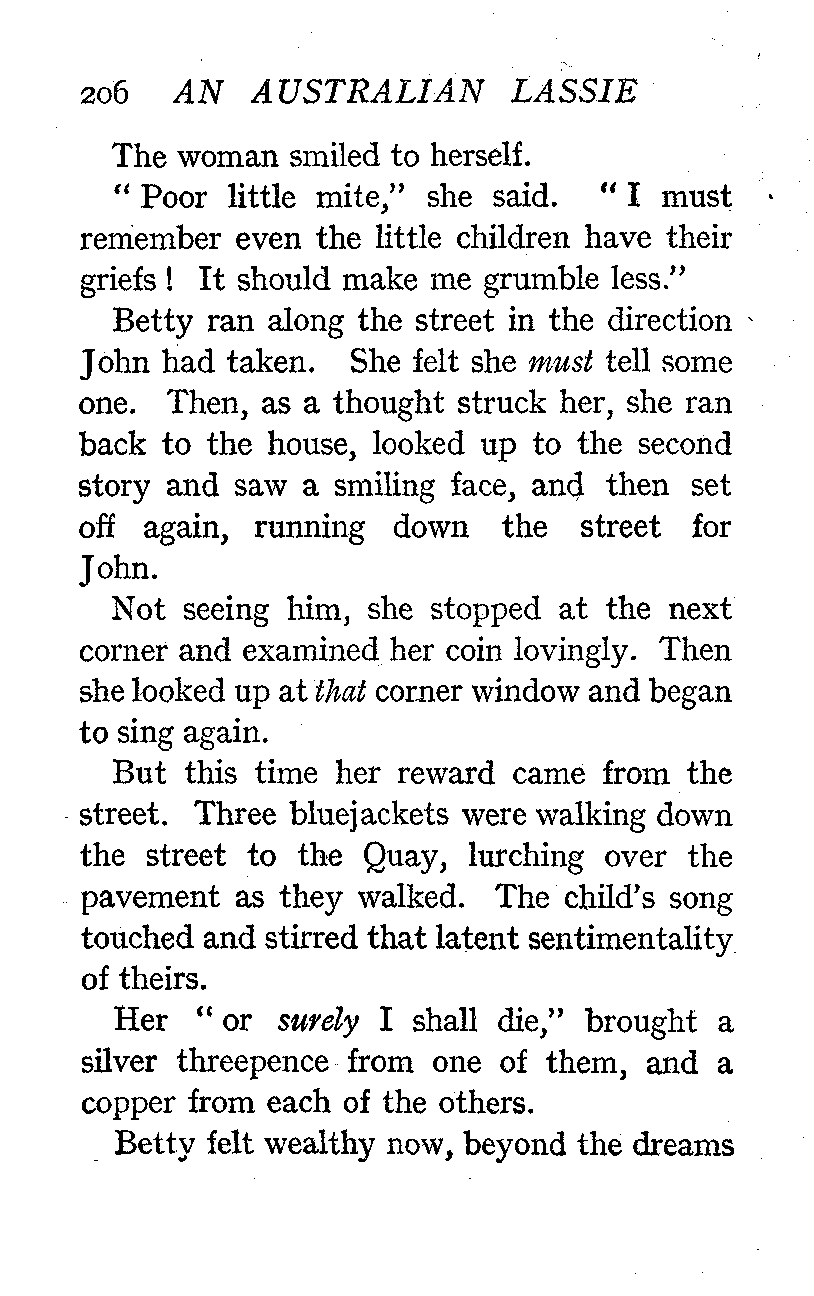 206 AN AUSTRALIAN LASSIE
The woman smiled to herself.
“ Poor little mite,” she said. “ I must
remember even the little children have their
griefs ! It should make me grumble less.”
Betty ran along the street in the direction
John had taken. She felt she must tell some
one. Then, as a thought struck her, she ran
back to the house, looked up to the second
story and saw a smiling face, and then set
off again, running down the street for
John.
Not seeing him, she stopped at the next
corner and examined her coin lovingly. Then
she looked up at that corner window and began
to sing again.
But this time her reward came from the
street. Three bluejackets were walking down
the street to the Quay, lurching over the
pavement as they walked. The child’s song
touched and stirred that latent sentimentality
of theirs.
Her “ or surely I shall die,” brought a
silver threepence from one of them, and a
copper from each of the others.
Betty felt wealthy now, beyond the dreams